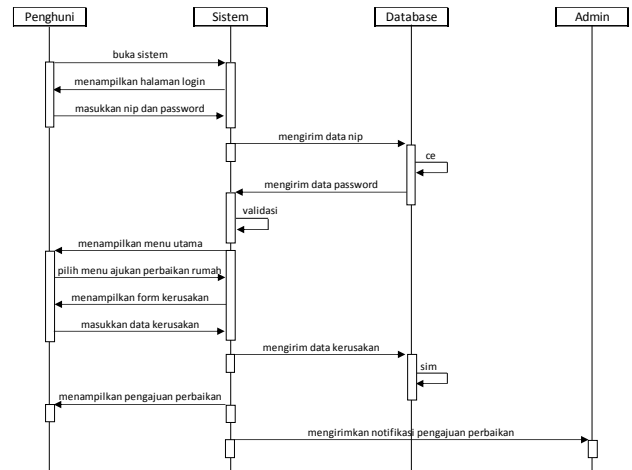 Penghuni
Sistem
Database
Admin
buka sistem
menampilkan halaman login
masukkan nip dan password
mengirim data nip
ce
mengirim data password
validasi
menampilkan menu utama
pilih menu ajukan perbaikan rumah
menampilkan form kerusakan
masukkan data kerusakan
mengirim data kerusakan
sim
menampilkan pengajuan perbaikan
mengirimkan notifikasi pengajuan perbaikan